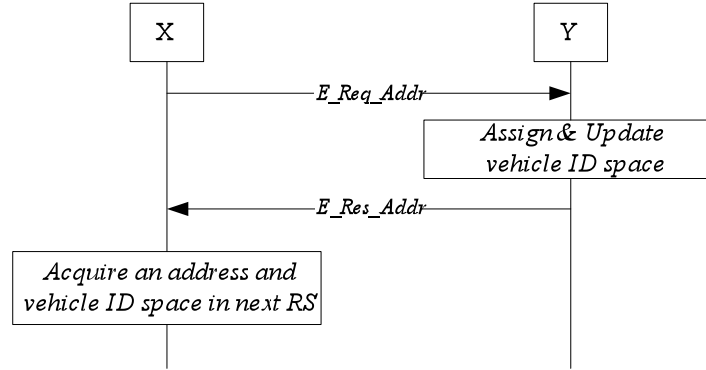 X
Y
E_Req_Addr
Assign & Update
vehicle ID space
E_Res_Addr
Acquire an address and
vehicle ID space in next RS